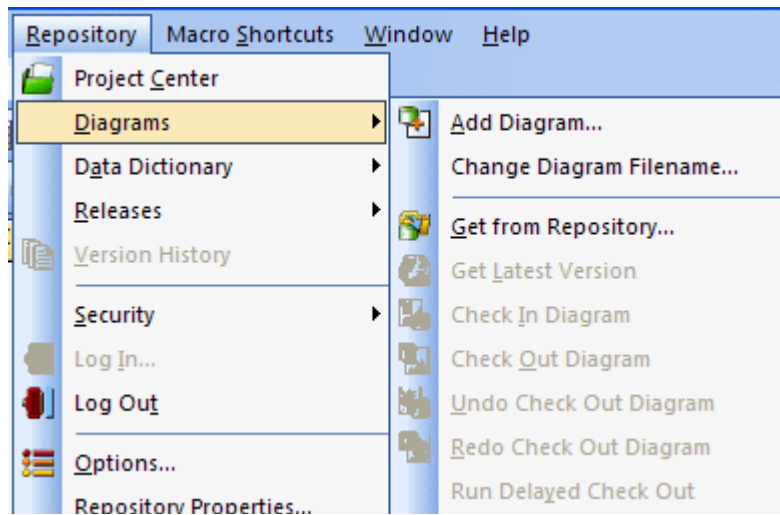 Repository Macro Shortcuts Window Help
Project Center
Diagrams
Data Dictionary
Releases
Version History
Security
Log In...
Log Out
Options...
Repository Properties...
Add Diagram...
Change Diagram Filename...
Get from Repository...
Get Latest Version
Check In Diagram
Check Out Diagram
Undo Check Out Diagram
Redo Check Out Diagram
Run Delayed Check Out